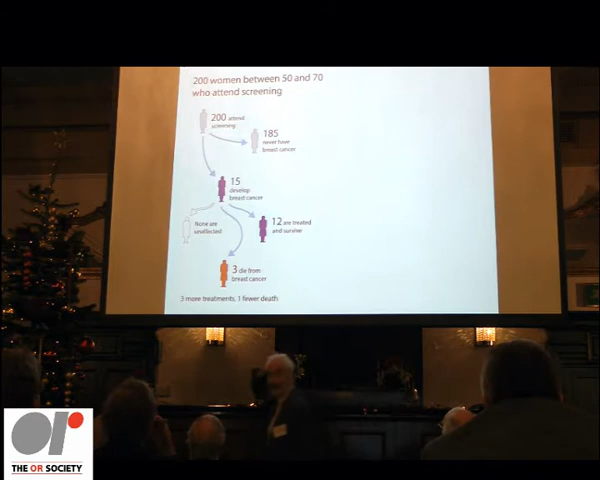 200 women between 50 and 70
who attend screening
200 attend
screening
185
never have
breast cancer
15
develop
breast cancer
None are
unaffected
12 are treated
and survive
3 die from
breast cancer
3 more treatments, 1 fewer death
or
THE OR SOCIETY